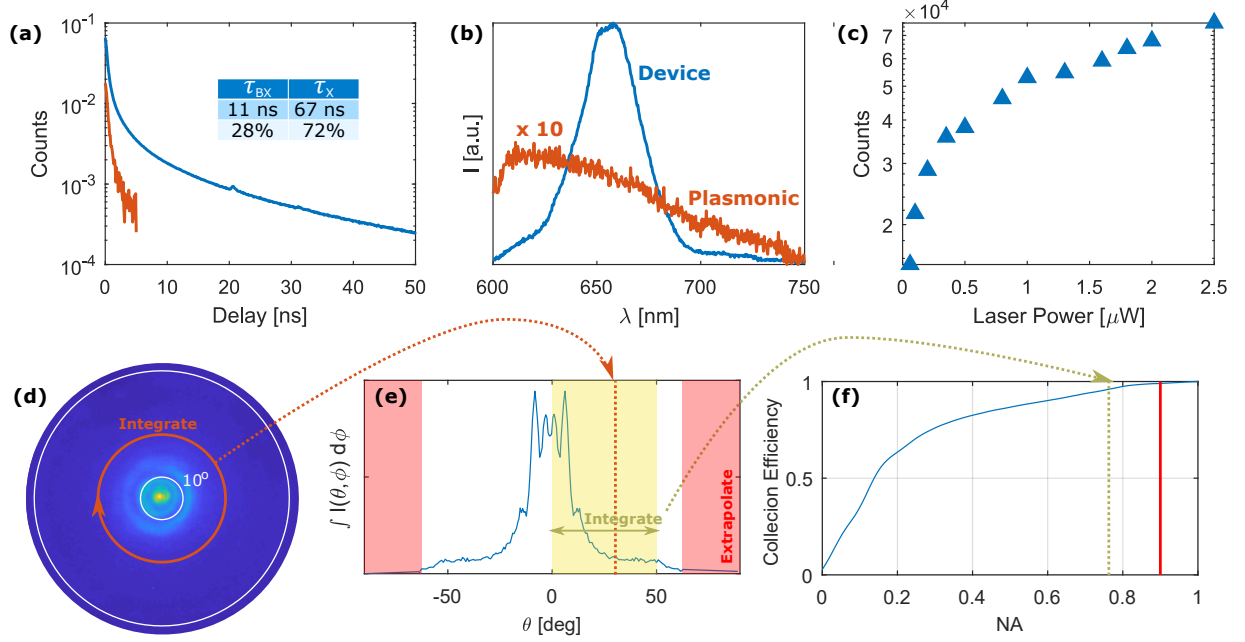 (a)
10⁻¹
10⁻²
10⁻³
10⁻⁴
Counts
τBX τX
11 ns 67 ns
28% 72%
0 10 20 30 40 50
Delay [ns]
(b)
I [a.u.]
Device
x 10
Plasmonic
600 650 700 750
λ [nm]
(c)
× 10⁴
7
6
5
4
3
2
Counts
0 0.5 1 1.5 2 2.5
Laser Power [μW]
(d)
Integrate
10°
(e)
∫ I(θ,ϕ) d ϕ
Integrate
Extrapolate
-50 0 50
θ [deg]
(f)
Collecion Efficiency
1
0.5
0
0 0.2 0.4 0.6 0.8 1
NA